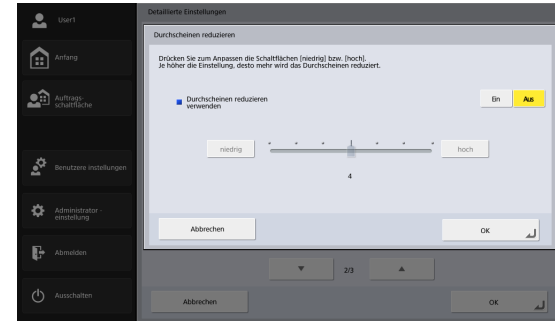 User1
Anfang
Auftrags-
schaltfläche
Benutzere instellungen
Administrator -
einstellung
Abmelden
Ausschalten
Detaillierte Einstellungen
Durchscheinen reduzieren
Drücken Sie zum Anpassen die Schaltflächen [niedrig] bzw. [hoch].
Je höher die Einstellung, desto mehr wird das Durchscheinen reduziert.
Durchscheinen reduzieren
verwenden
Ein
Aus
niedrig
hoch
4
Abbrechen
OK
2/3
Abbrechen
OK